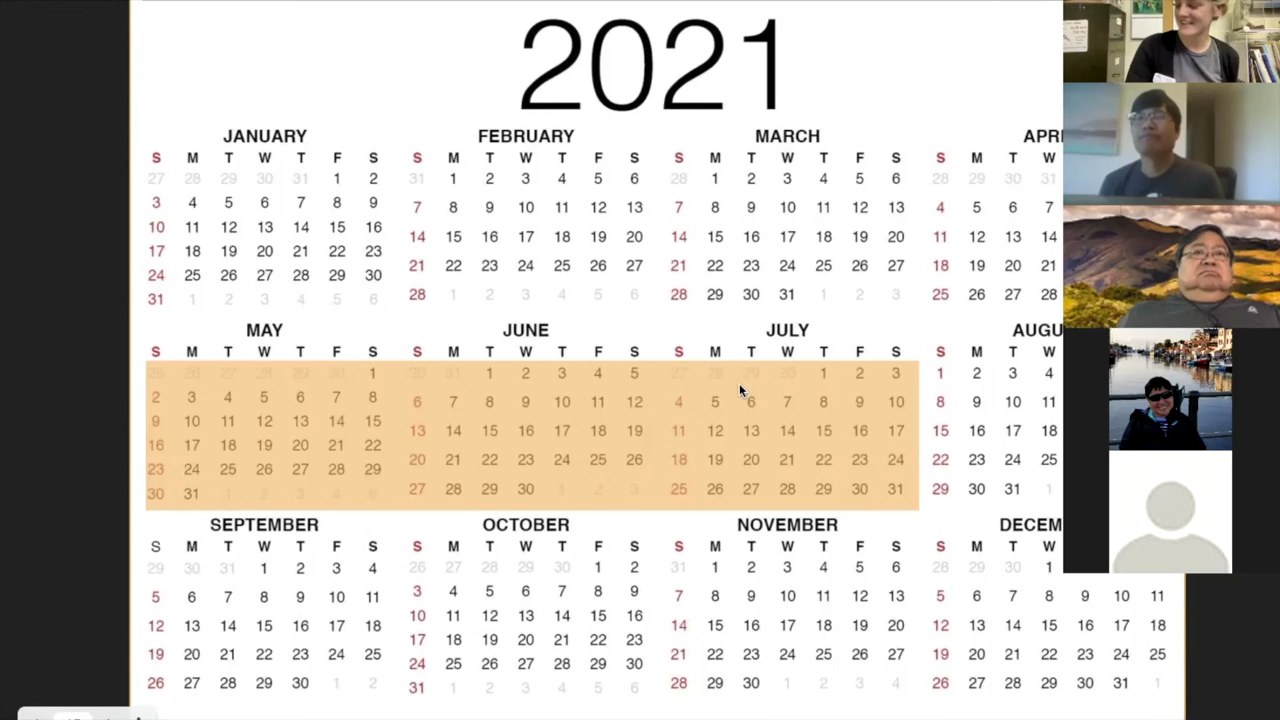 2021
JANUARY FEBRUARY MARCH APRI
S M T W T F S S M T W T F S S M T W T F S S M T W
27 28 29 30 31 1 2 31 1 2 3 4 5 6 28 1 2 3 4 5 6 28 29 30 31
3 4 5 6 7 8 9 7 8 9 10 11 12 13 7 8 9 10 11 12 13 4 5 6 7
10 11 12 13 14 15 16 14 15 16 17 18 19 20 14 15 16 17 18 19 20 11 12 13 14
17 18 19 20 21 22 23 21 22 23 24 25 26 27 21 22 23 24 25 26 27 18 19 20 21
24 25 26 27 28 29 30 28 1 2 3 4 5 6 28 29 30 31 1 2 3 25 26 27 28
31 1 2 3 4 5 6
MAY JUNE JULY AUGU
S M T W T F S S M T W T F S S M T W T F S S M T W
25 26 27 28 29 30 1 30 31 1 2 3 4 5 27 28 29 30 1 2 3 1 2 3 4
2 3 4 5 6 7 8 6 7 8 9 10 11 12 4 5 6 7 8 9 10 8 9 10 11
9 10 11 12 13 14 15 13 14 15 16 17 18 19 11 12 13 14 15 16 17 15 16 17 18
16 17 18 19 20 21 22 20 21 22 23 24 25 26 18 19 20 21 22 23 24 22 23 24 25
23 24 25 26 27 28 29 27 28 29 30 1 2 3 25 26 27 28 29 30 31 29 30 31 1
30 31 1 2 3 4 5
SEPTEMBER OCTOBER NOVEMBER DECEM
S M T W T F S S M T W T F S S M T W T F S S M T W
29 30 31 1 2 3 4 26 27 28 29 30 1 2 31 1 2 3 4 5 6 28 29 30 1
5 6 7 8 9 10 11 3 4 5 6 7 8 9 7 8 9 10 11 12 13 5 6 7 8 9 10 11
12 13 14 15 16 17 18 10 11 12 13 14 15 16 14 15 16 17 18 19 20 12 13 14 15 16 17 18
19 20 21 22 23 24 25 17 18 19 20 21 22 23 21 22 23 24 25 26 27 19 20 21 22 23 24 25
26 27 28 29 30 1 2 24 25 26 27 28 29 30 28 29 30 1 2 3 4 26 27 28 29 30 31 1
31 1 2 3 4 5 6